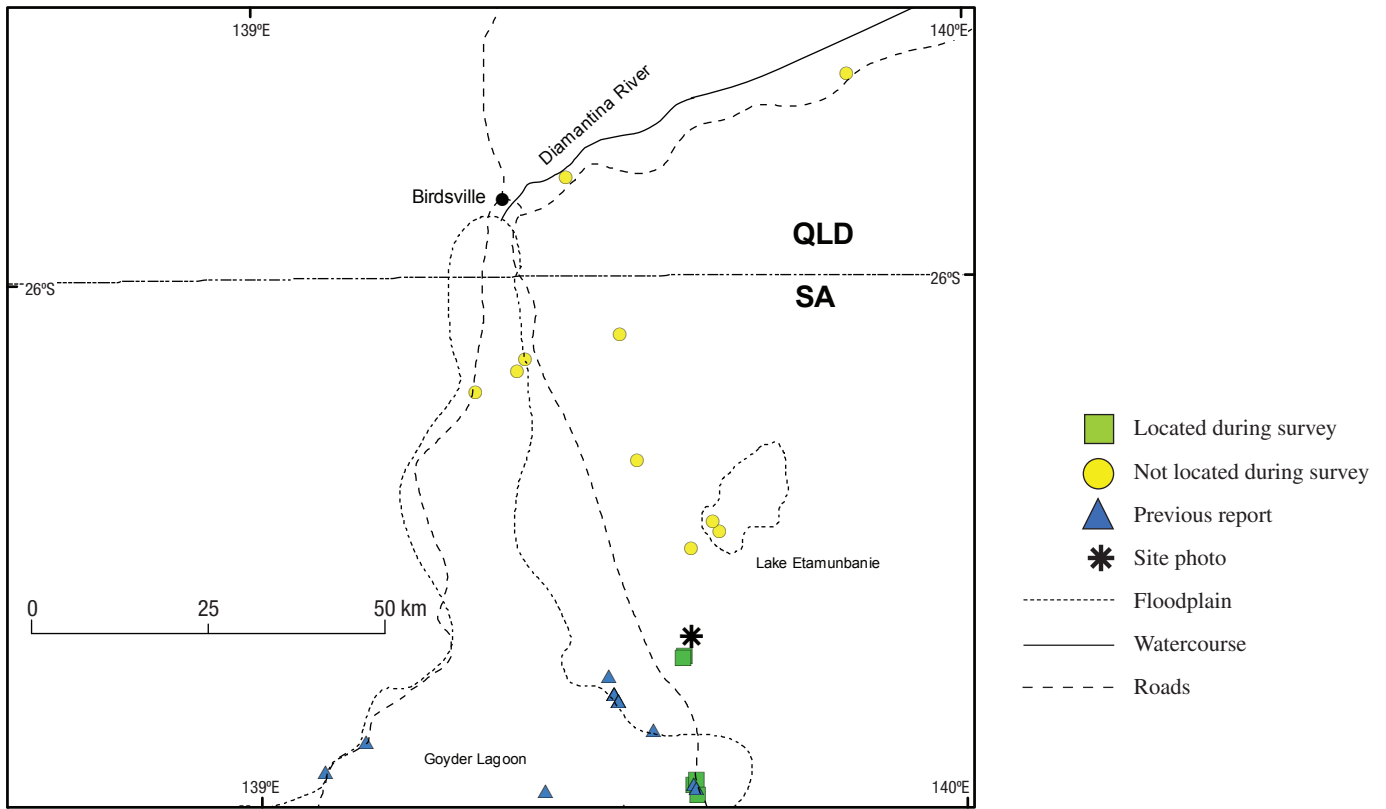 139ºE
140ºE
Diamantina River
Birdsville
QLD
26ºS
26ºS
SA
Located during survey
Not located during survey
Previous report
Lake Etamunbanie
Site photo
Floodplain
0 25 50 km
Watercourse
Roads
Goyder Lagoon
139ºE
140ºE